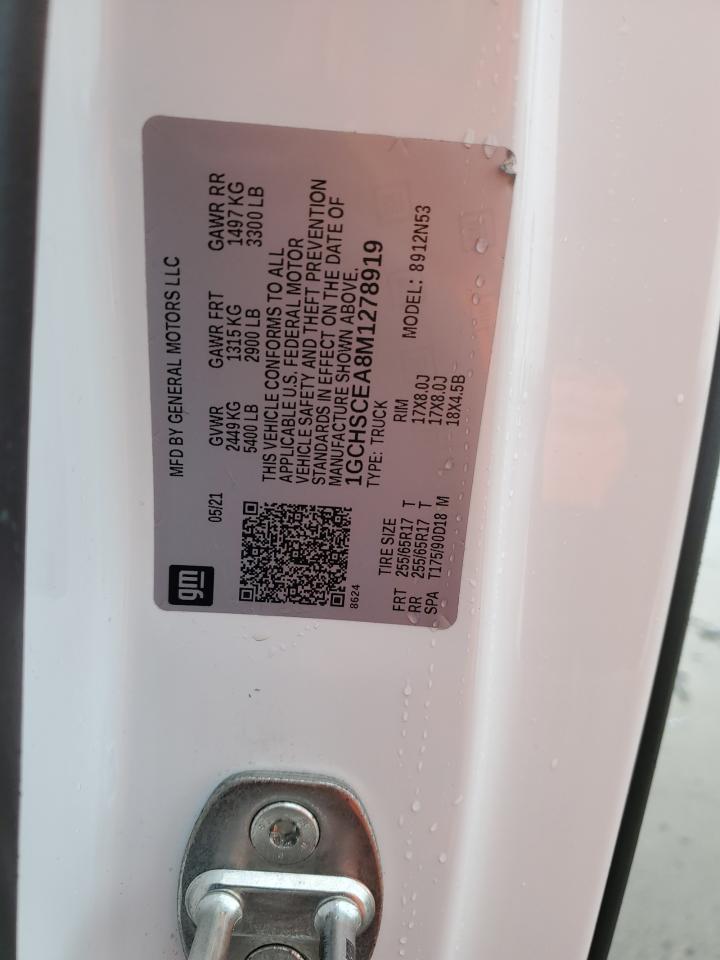 MFD BY GENERAL MOTORS LLC
gm
05/21
GVWR GAWR FRT GAWR RR
2449 KG 1315 KG 1497 KG
5400 LB 2900 LB 3300 LB
THIS VEHICLE CONFORMS TO ALL
APPLICABLE U.S. FEDERAL MOTOR
VEHICLE SAFETY AND THEFT PREVENTION
STANDARDS IN EFFECT ON THE DATE OF
MANUFACTURE SHOWN ABOVE.
1GCHSCEA8M1278919
8624
TYPE: TRUCK
MODEL: 8912N53
TIRE SIZE RIM
FRT 255/65R17 T 17X8.0J
RR 255/65R17 T 17X8.0J
SPA T175/90D18 M 18X4.5B